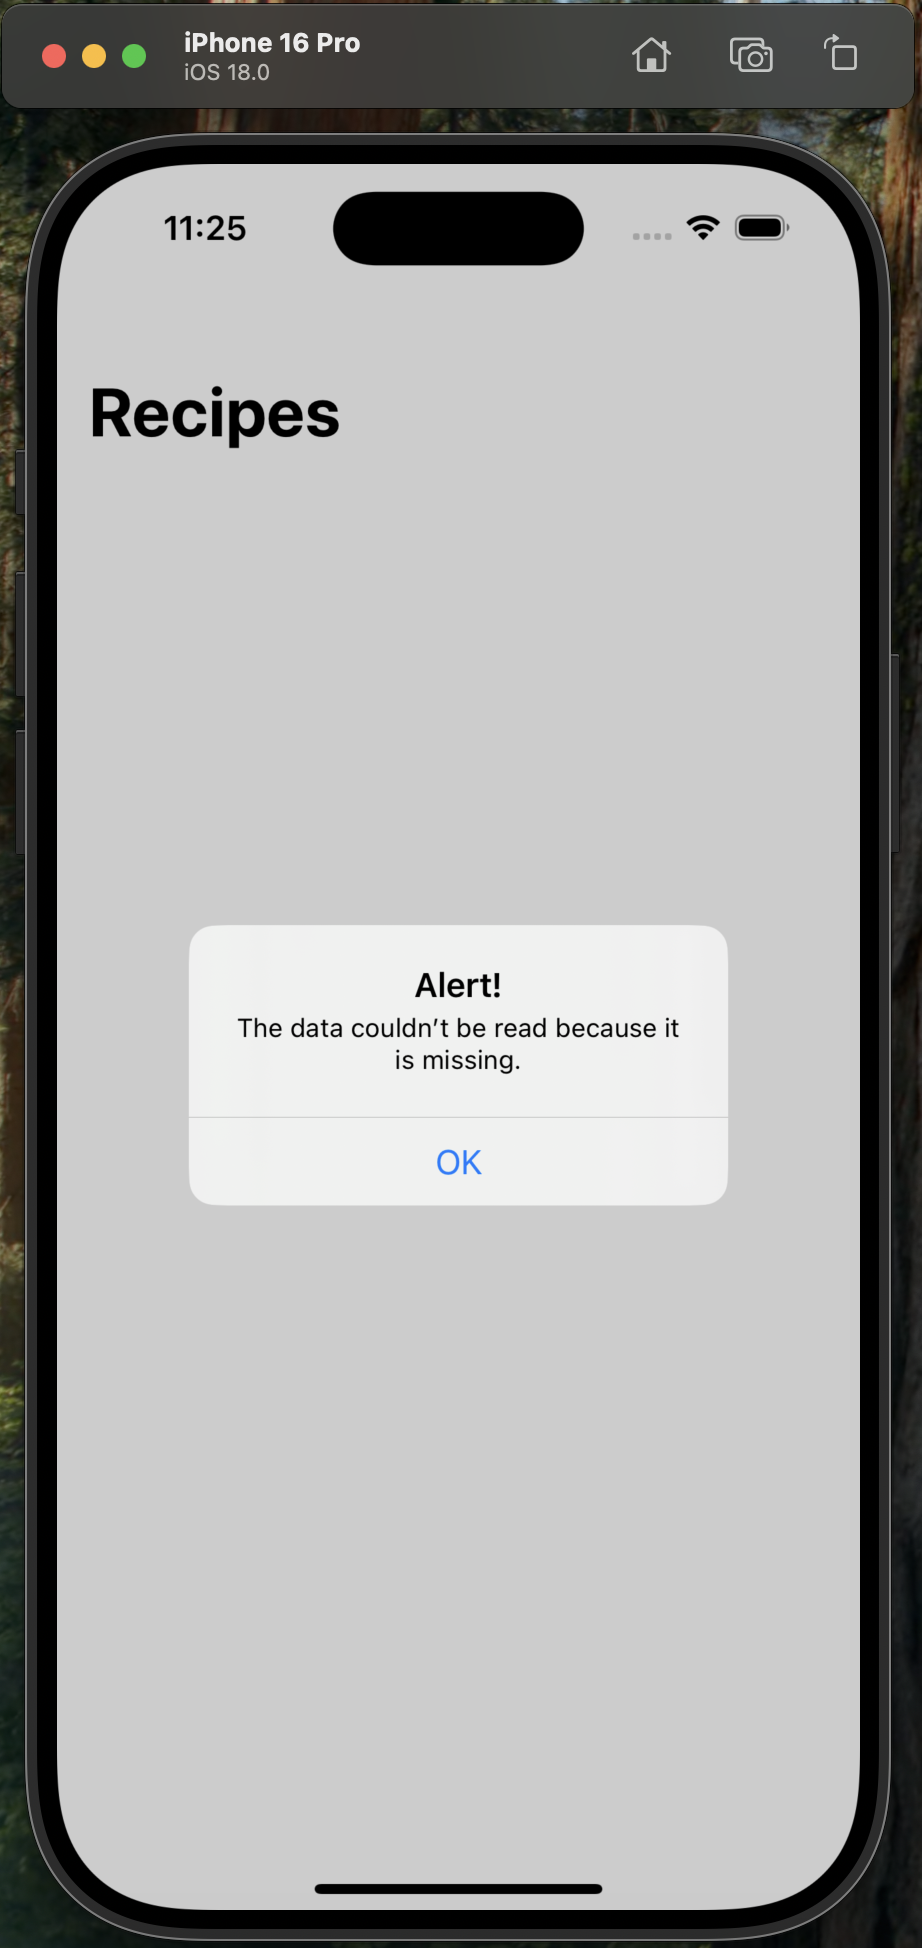 iPhone 16 Pro
iOS 18.0
11:25
Recipes
Alert!
The data couldn’t be read because it
is missing.
OK